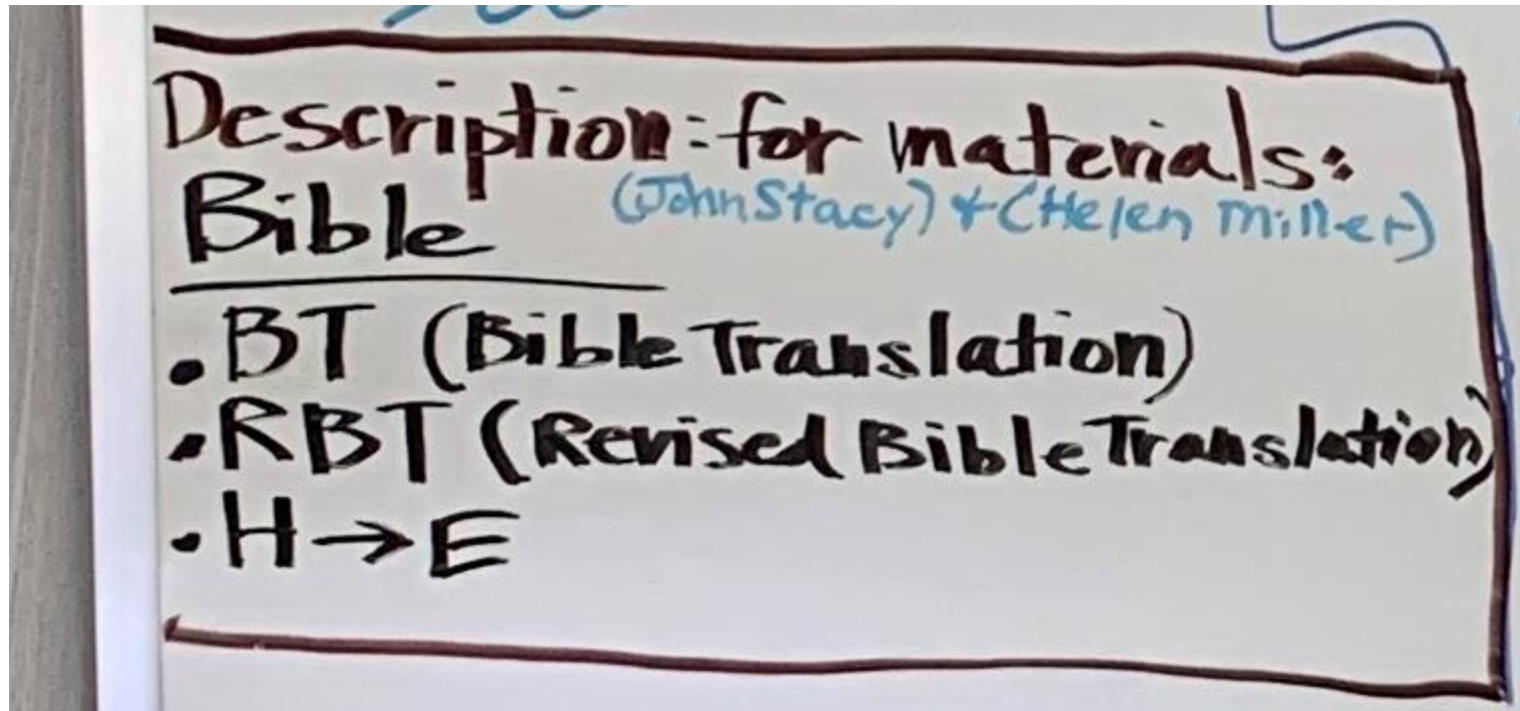 Description: for materials:
(John Stacy) + (Helen Miller)
Bible
. BT (Bible Translation)
. RBT (Revised Bible Translation)
. H → E